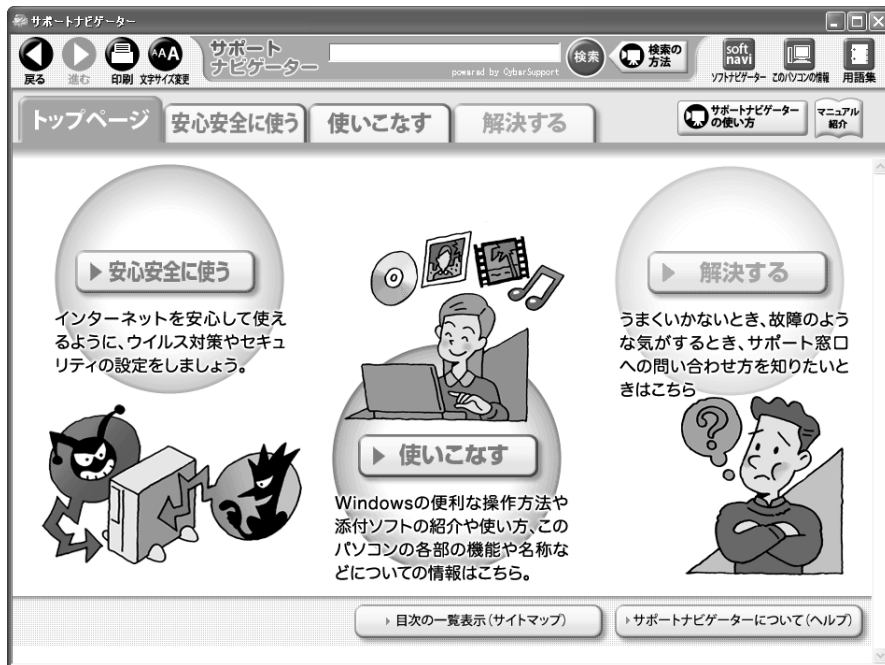 サポートナビゲーター
戻る
進む
印刷
AAA
文字サイズ変更
サポート
ナビゲーター
powered by CyberSupport
検索
検索の
方法
soft
navi
ソフトナビゲーター
このパソコンの情報
用語集
トップページ
安心安全に使う
使いこなす
解決する
サポートナビゲーター
の使い方
マニュアル
紹介
安心安全に使う
インターネットを安心して使え
るように、ウイルス対策やセキュ
リティの設定をしましょう。
使いこなす
Windowsの便利な操作方法や
添付ソフトの紹介や使い方、この
パソコンの各部の機能や名称な
どについての情報はこちら。
解決する
うまくいかないとき、故障のよう
な気がするとき、サポート窓口
への問い合わせ方を知りたいと
きはこちら
?
目次の一覧表示(サイトマップ)
サポートナビゲーターについて(ヘルプ)